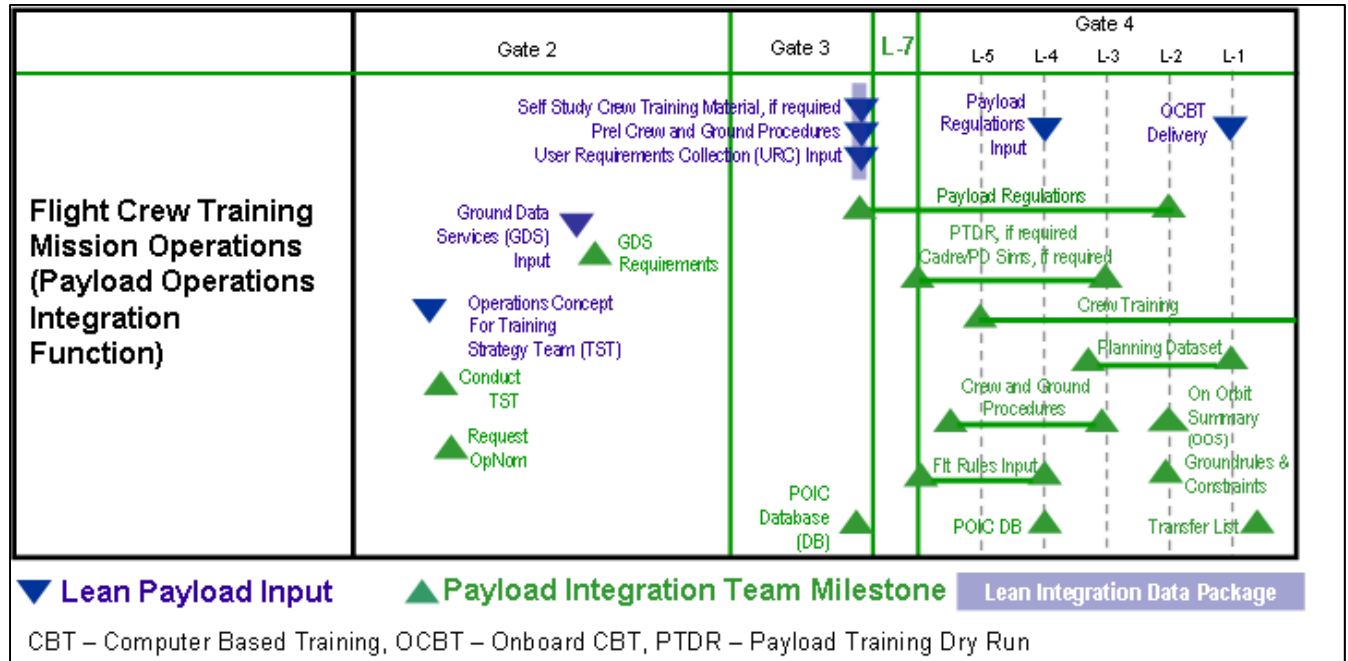 Gate 2
Gate 3
L-7
Gate 4
L-5
L-4
L-3
L-2
L-1
Flight Crew Training
Mission Operations
(Payload Operations
Integration
Function)
Self Study Crew Training Material, if required
Prel Crew and Ground Procedures
User Requirements Collection (URC) Input
Payload
Regulations
Input
OCBT
Delivery
Ground Data
Services (GDS)
Input
GDS
Requirements
Payload Regulations
PTDR, if required
Cadre/PD Sims, if required
Operations Concept
For Training
Strategy Team (TST)
Crew Training
Planning Dataset
Conduct
TST
Crew and Ground
Procedures
On Orbit
Summary
(OOS)
Request
OpNom
Flt Rules Input
Groundrules &
Constraints
POIC
Database
(DB)
POIC DB
Transfer List
Lean Payload Input
Payload Integration Team Milestone
Lean Integration Data Package
CBT – Computer Based Training, OCBT – Onboard CBT, PTDR – Payload Training Dry Run